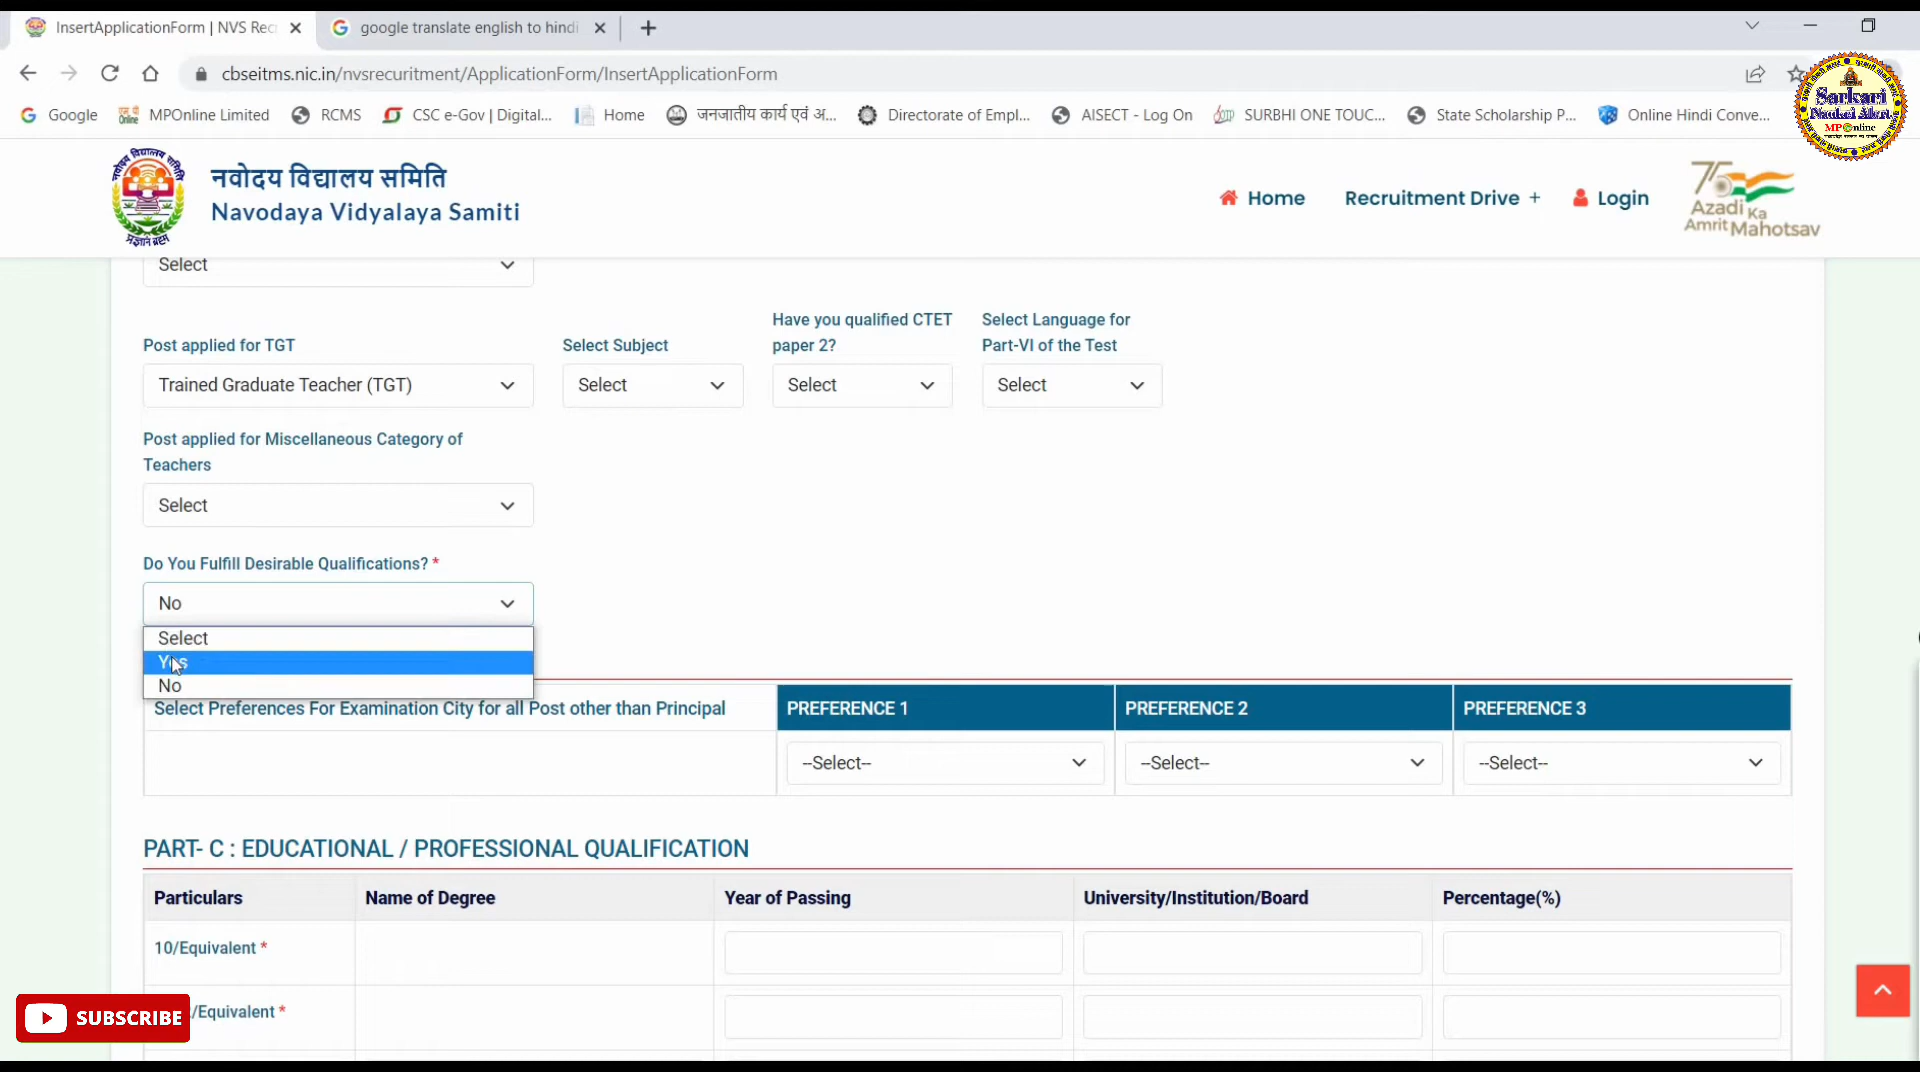 InsertApplicationForm | NVS Rec
google translate english to hindi
cbseitms.nic.in/nvsrecuritment/ApplicationForm/InsertApplicationForm
Google
MPOnline Limited
RCMS
CSC e-Gov | Digital...
Home
जनजातीय कार्य एवं अ...
Directorate of Empl...
AISECT - Log On
SURBHI ONE TOUC...
State Scholarship P...
Online Hindi Conve...
Sarkari
Naukri Alert
MP Online
नवोदय विद्यालय समिति
Navodaya Vidyalaya Samiti
प्रज्ञानं ब्रह्म
Home
Recruitment Drive +
Login
75
Azadi Ka
Amrit Mahotsav
Select
Post applied for TGT
Select Subject
Have you qualified CTET
paper 2?
Select Language for
Part-VI of the Test
Trained Graduate Teacher (TGT)
Select
Select
Select
Post applied for Miscellaneous Category of
Teachers
Select
Do You Fulfill Desirable Qualifications? *
No
Select
Yes
No
Select Preferences For Examination City for all Post other than Principal
PREFERENCE 1
PREFERENCE 2
PREFERENCE 3
--Select--
--Select--
--Select--
PART- C : EDUCATIONAL / PROFESSIONAL QUALIFICATION
Particulars
Name of Degree
Year of Passing
University/Institution/Board
Percentage(%)
10/Equivalent *
/Equivalent *
SUBSCRIBE